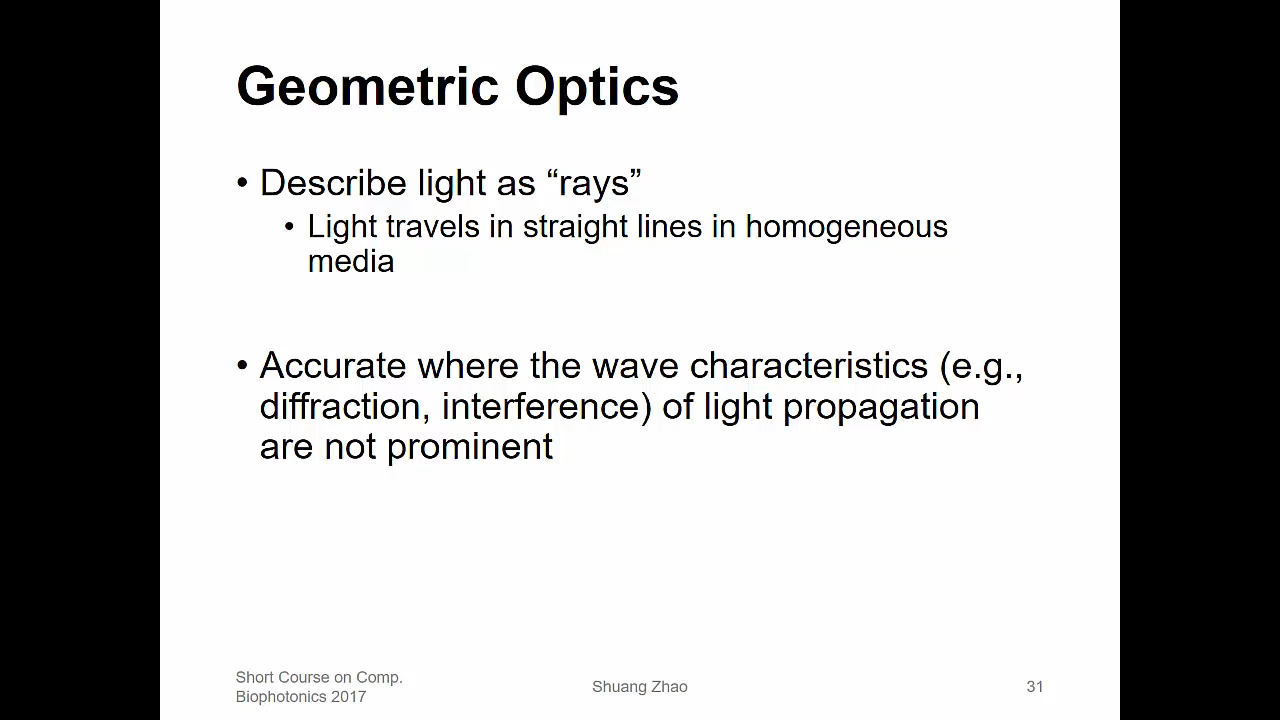 Geometric Optics
• Describe light as “rays”
• Light travels in straight lines in homogeneous
media
• Accurate where the wave characteristics (e.g.,
diffraction, interference) of light propagation
are not prominent
Short Course on Comp.
Biophotonics 2017
Shuang Zhao
31